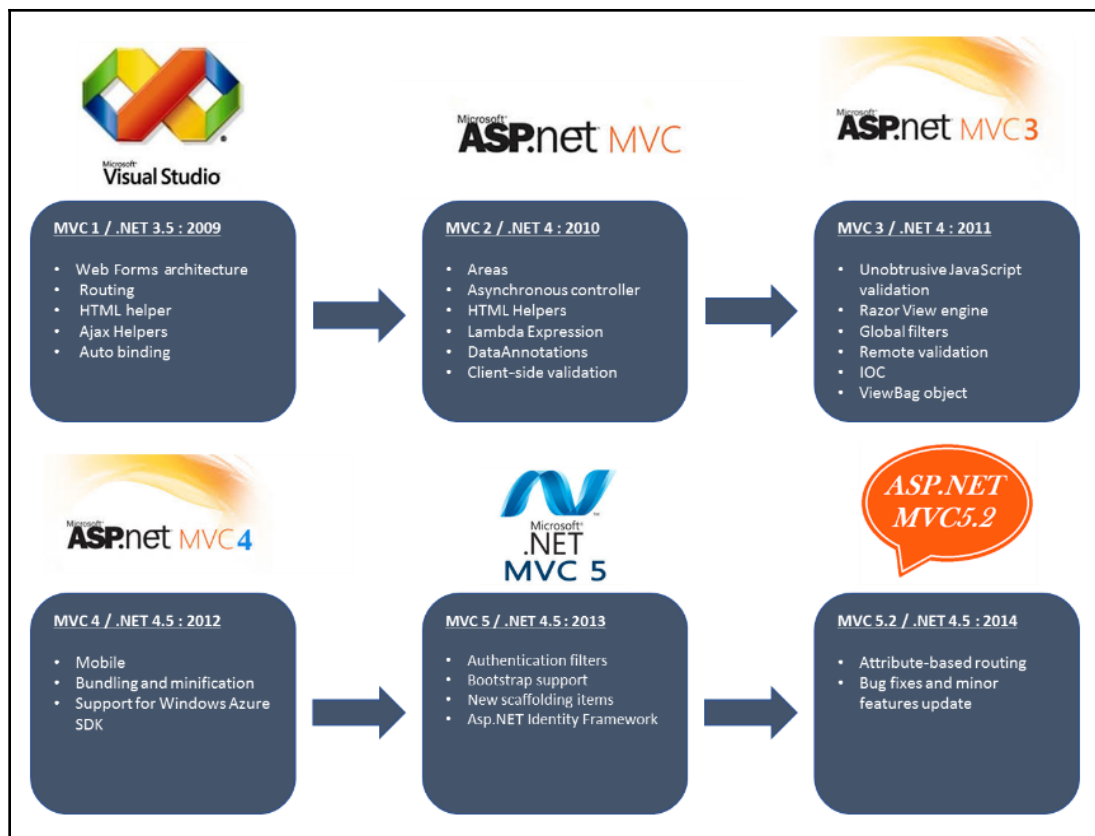 Microsoft
Visual Studio
Microsoft
ASP.net MVC
Microsoft
ASP.net MVC 3
MVC 1 / .NET 3.5 : 2009
• Web Forms architecture
• Routing
• HTML helper
• Ajax Helpers
• Auto binding
MVC 2 / .NET 4 : 2010
• Areas
• Asynchronous controller
• HTML Helpers
• Lambda Expression
• DataAnnotations
• Client-side validation
MVC 3 / .NET 4 : 2011
• Unobtrusive JavaScript
validation
• Razor View engine
• Global filters
• Remote validation
• IOC
• ViewBag object
Microsoft
ASP.net MVC 4
Microsoft
.NET
MVC 5
ASP.NET
MVC5.2
MVC 4 / .NET 4.5 : 2012
• Mobile
• Bundling and minification
• Support for Windows Azure
SDK
MVC 5 / .NET 4.5 : 2013
• Authentication filters
• Bootstrap support
• New scaffolding items
• Asp.NET Identity Framework
MVC 5.2 / .NET 4.5 : 2014
• Attribute-based routing
• Bug fixes and minor
features update